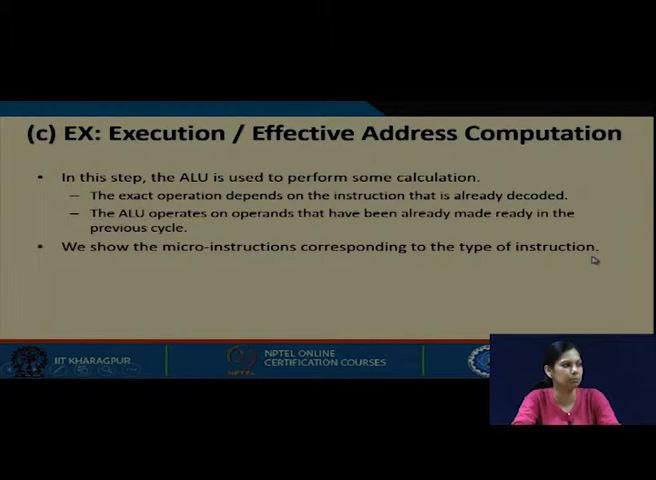 (c) EX: Execution / Effective Address Computation
• In this step, the ALU is used to perform some calculation.
– The exact operation depends on the instruction that is already decoded.
– The ALU operates on operands that have been already made ready in the
previous cycle.
• We show the micro-instructions corresponding to the type of instruction.
IIT KHARAGPUR
NPTEL
NPTEL ONLINE
CERTIFICATION COURSES